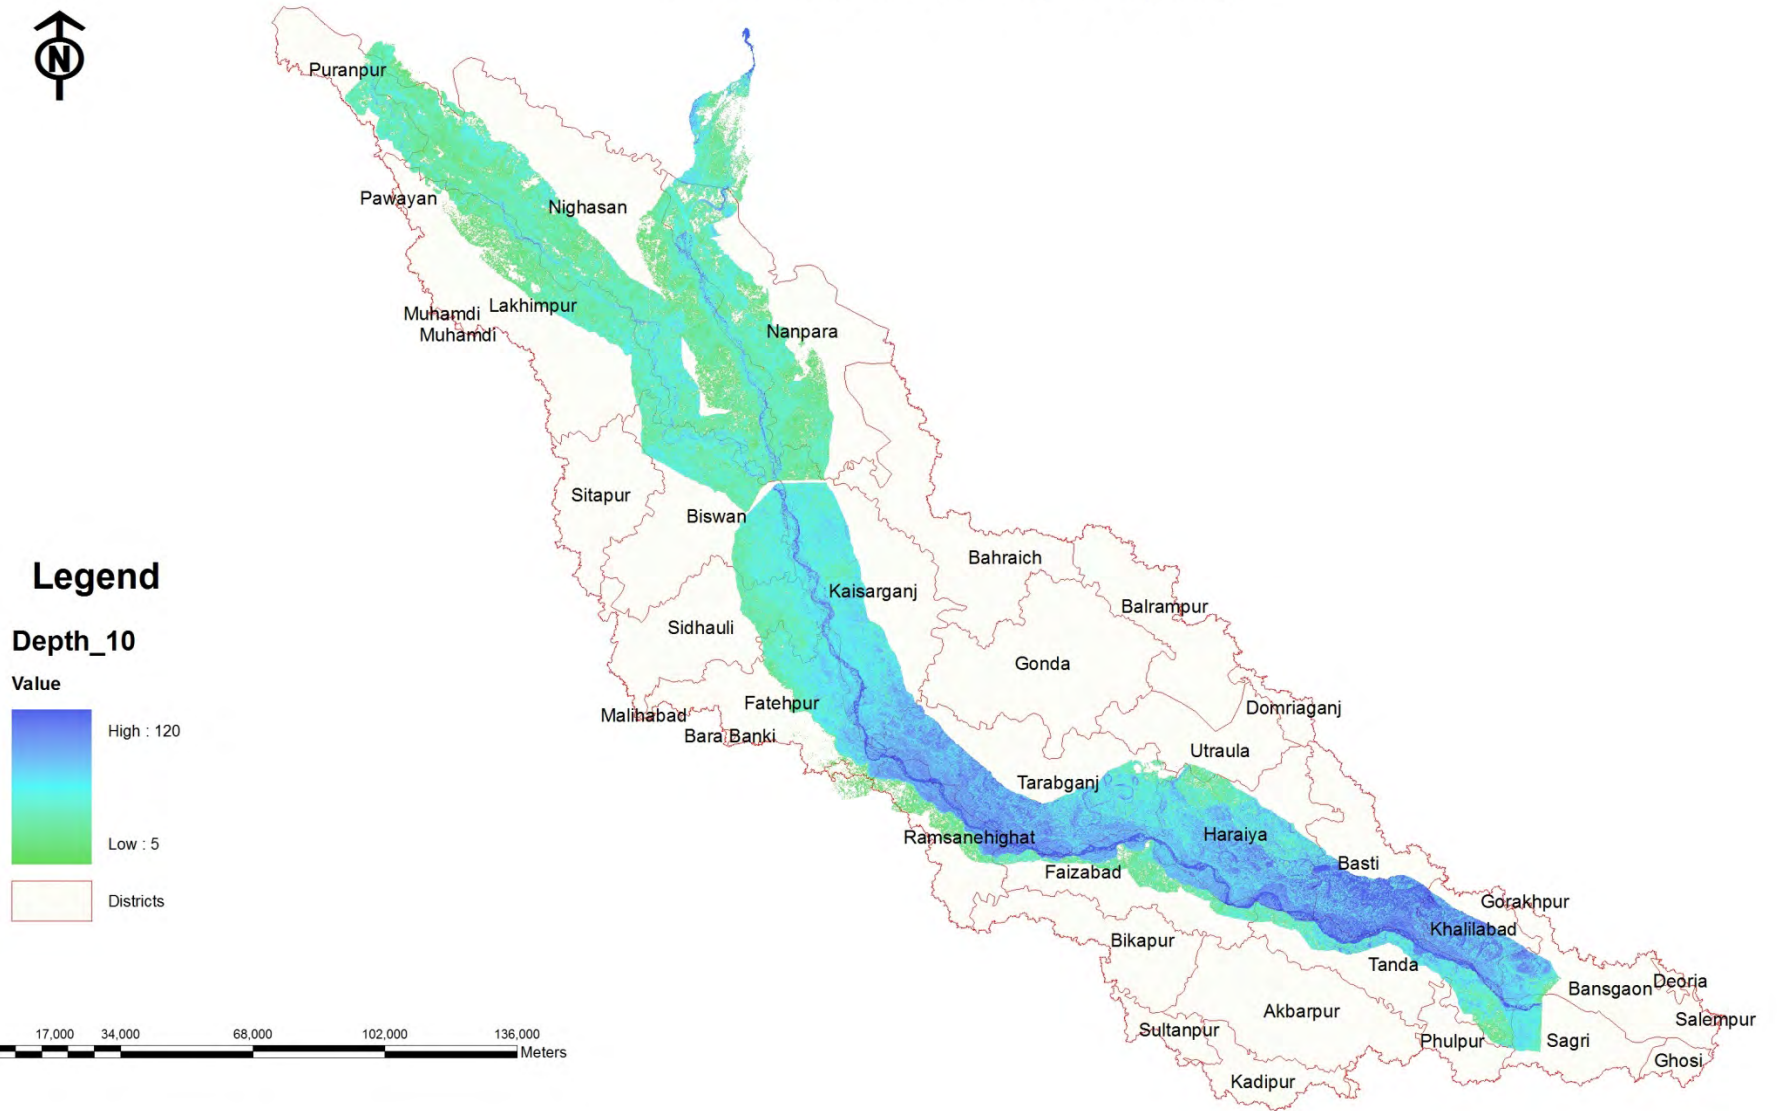 N
Puranpur
Pawayan
Nighasan
Muhamdi
Lakhimpur
Muhamdi
Nanpara
Sitapur
Biswan
Bahraich
Kaisarganj
Balrampur
Sidhauli
Gonda
Malihabad
Fatehpur
Domriaganj
Bara Banki
Utraula
Tarabganj
Ramsanehighat
Haraiya
Faizabad
Basti
Gorakhpur
Khalilabad
Bikapur
Tanda
Bansgaon
Deoria
Akbarpur
Salempur
Sultanpur
Phulpur
Sagri
Ghosi
Kadipur
Legend
Depth_10
Value
High : 120
Low : 5
Districts
17,000 34,000 68,000 102,000 136,000
Meters